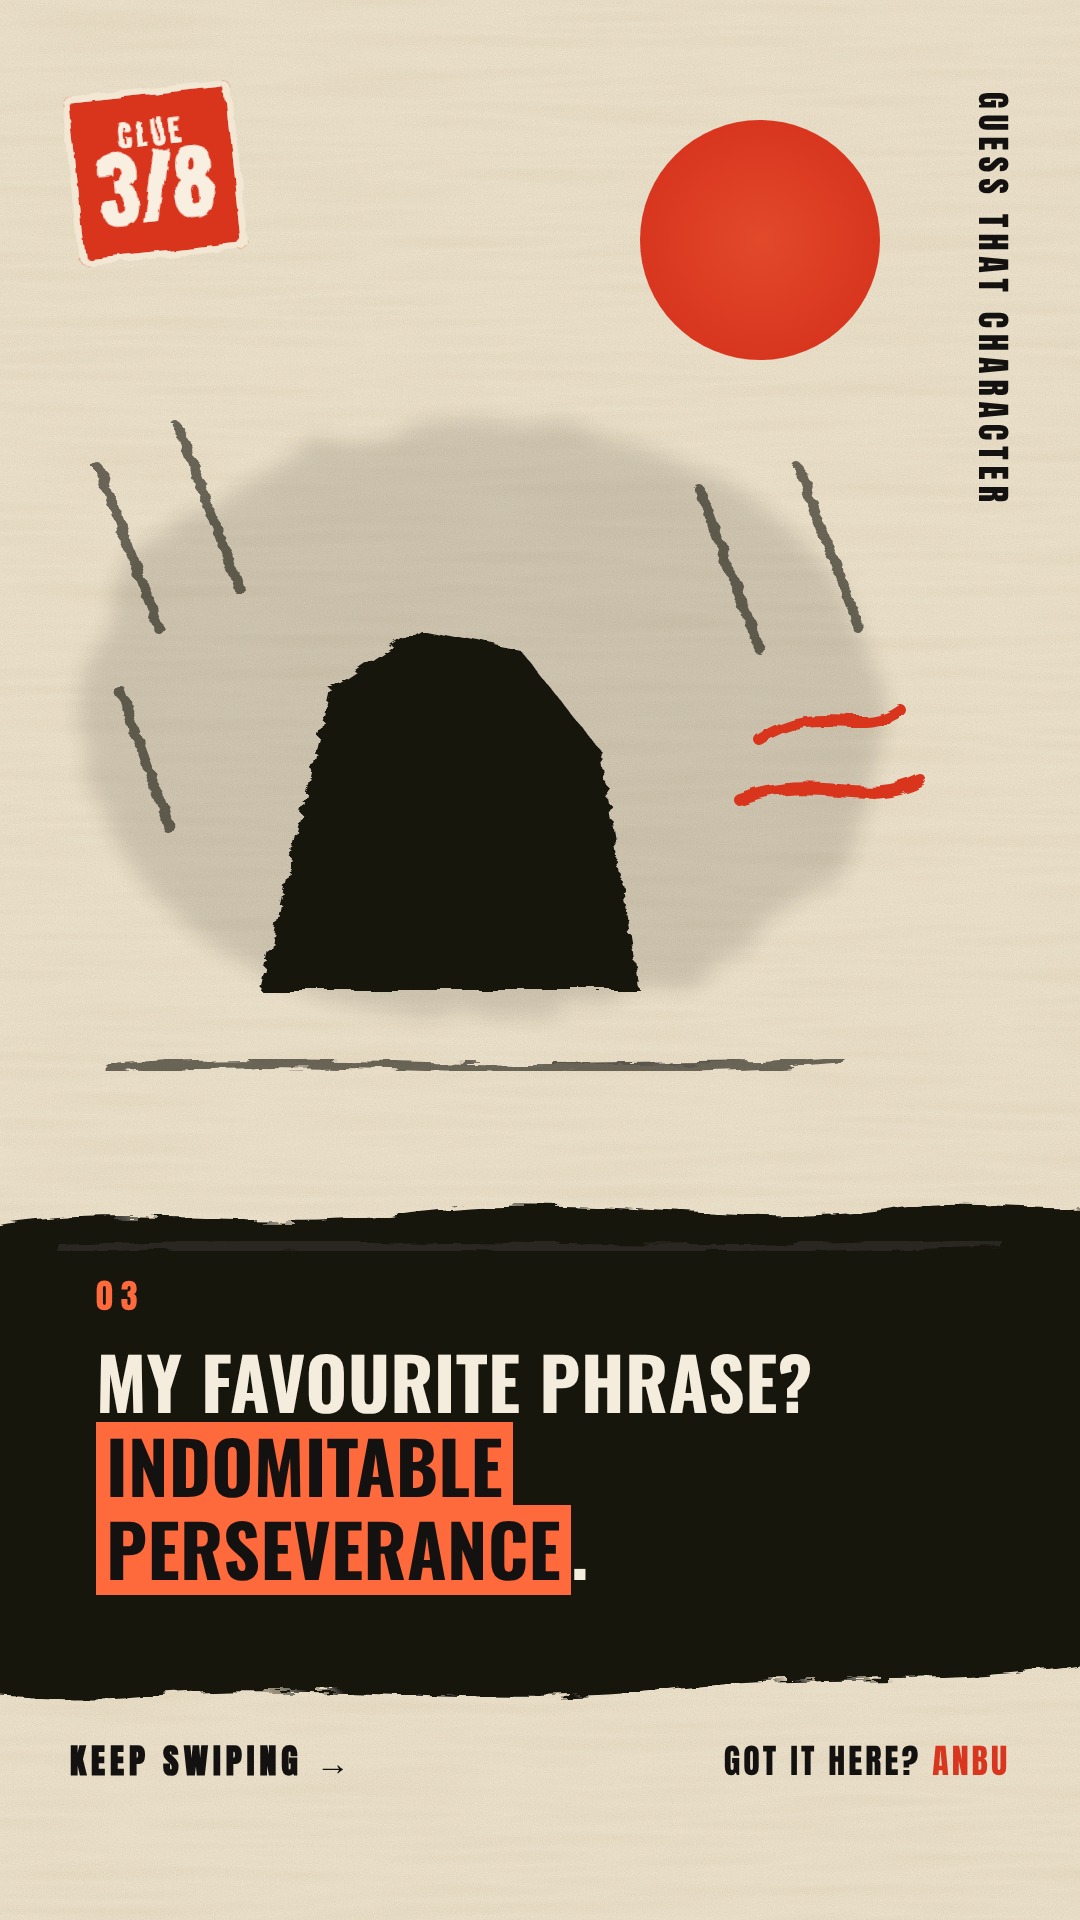 CLUE
3/8
GUESS THAT CHARACTER
03
MY FAVOURITE PHRASE?
INDOMITABLE
PERSEVERANCE.
KEEP SWIPING →
GOT IT HERE? ANBU